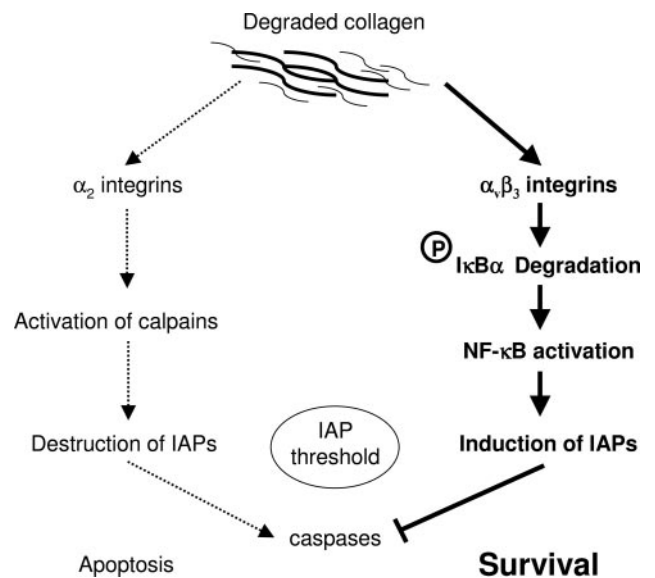 Degraded collagen
α2 integrins
αvβ3 integrins
P
IκBα Degradation
Activation of calpains
NF-κB activation
Destruction of IAPs
IAP
threshold
Induction of IAPs
caspases
Apoptosis
Survival